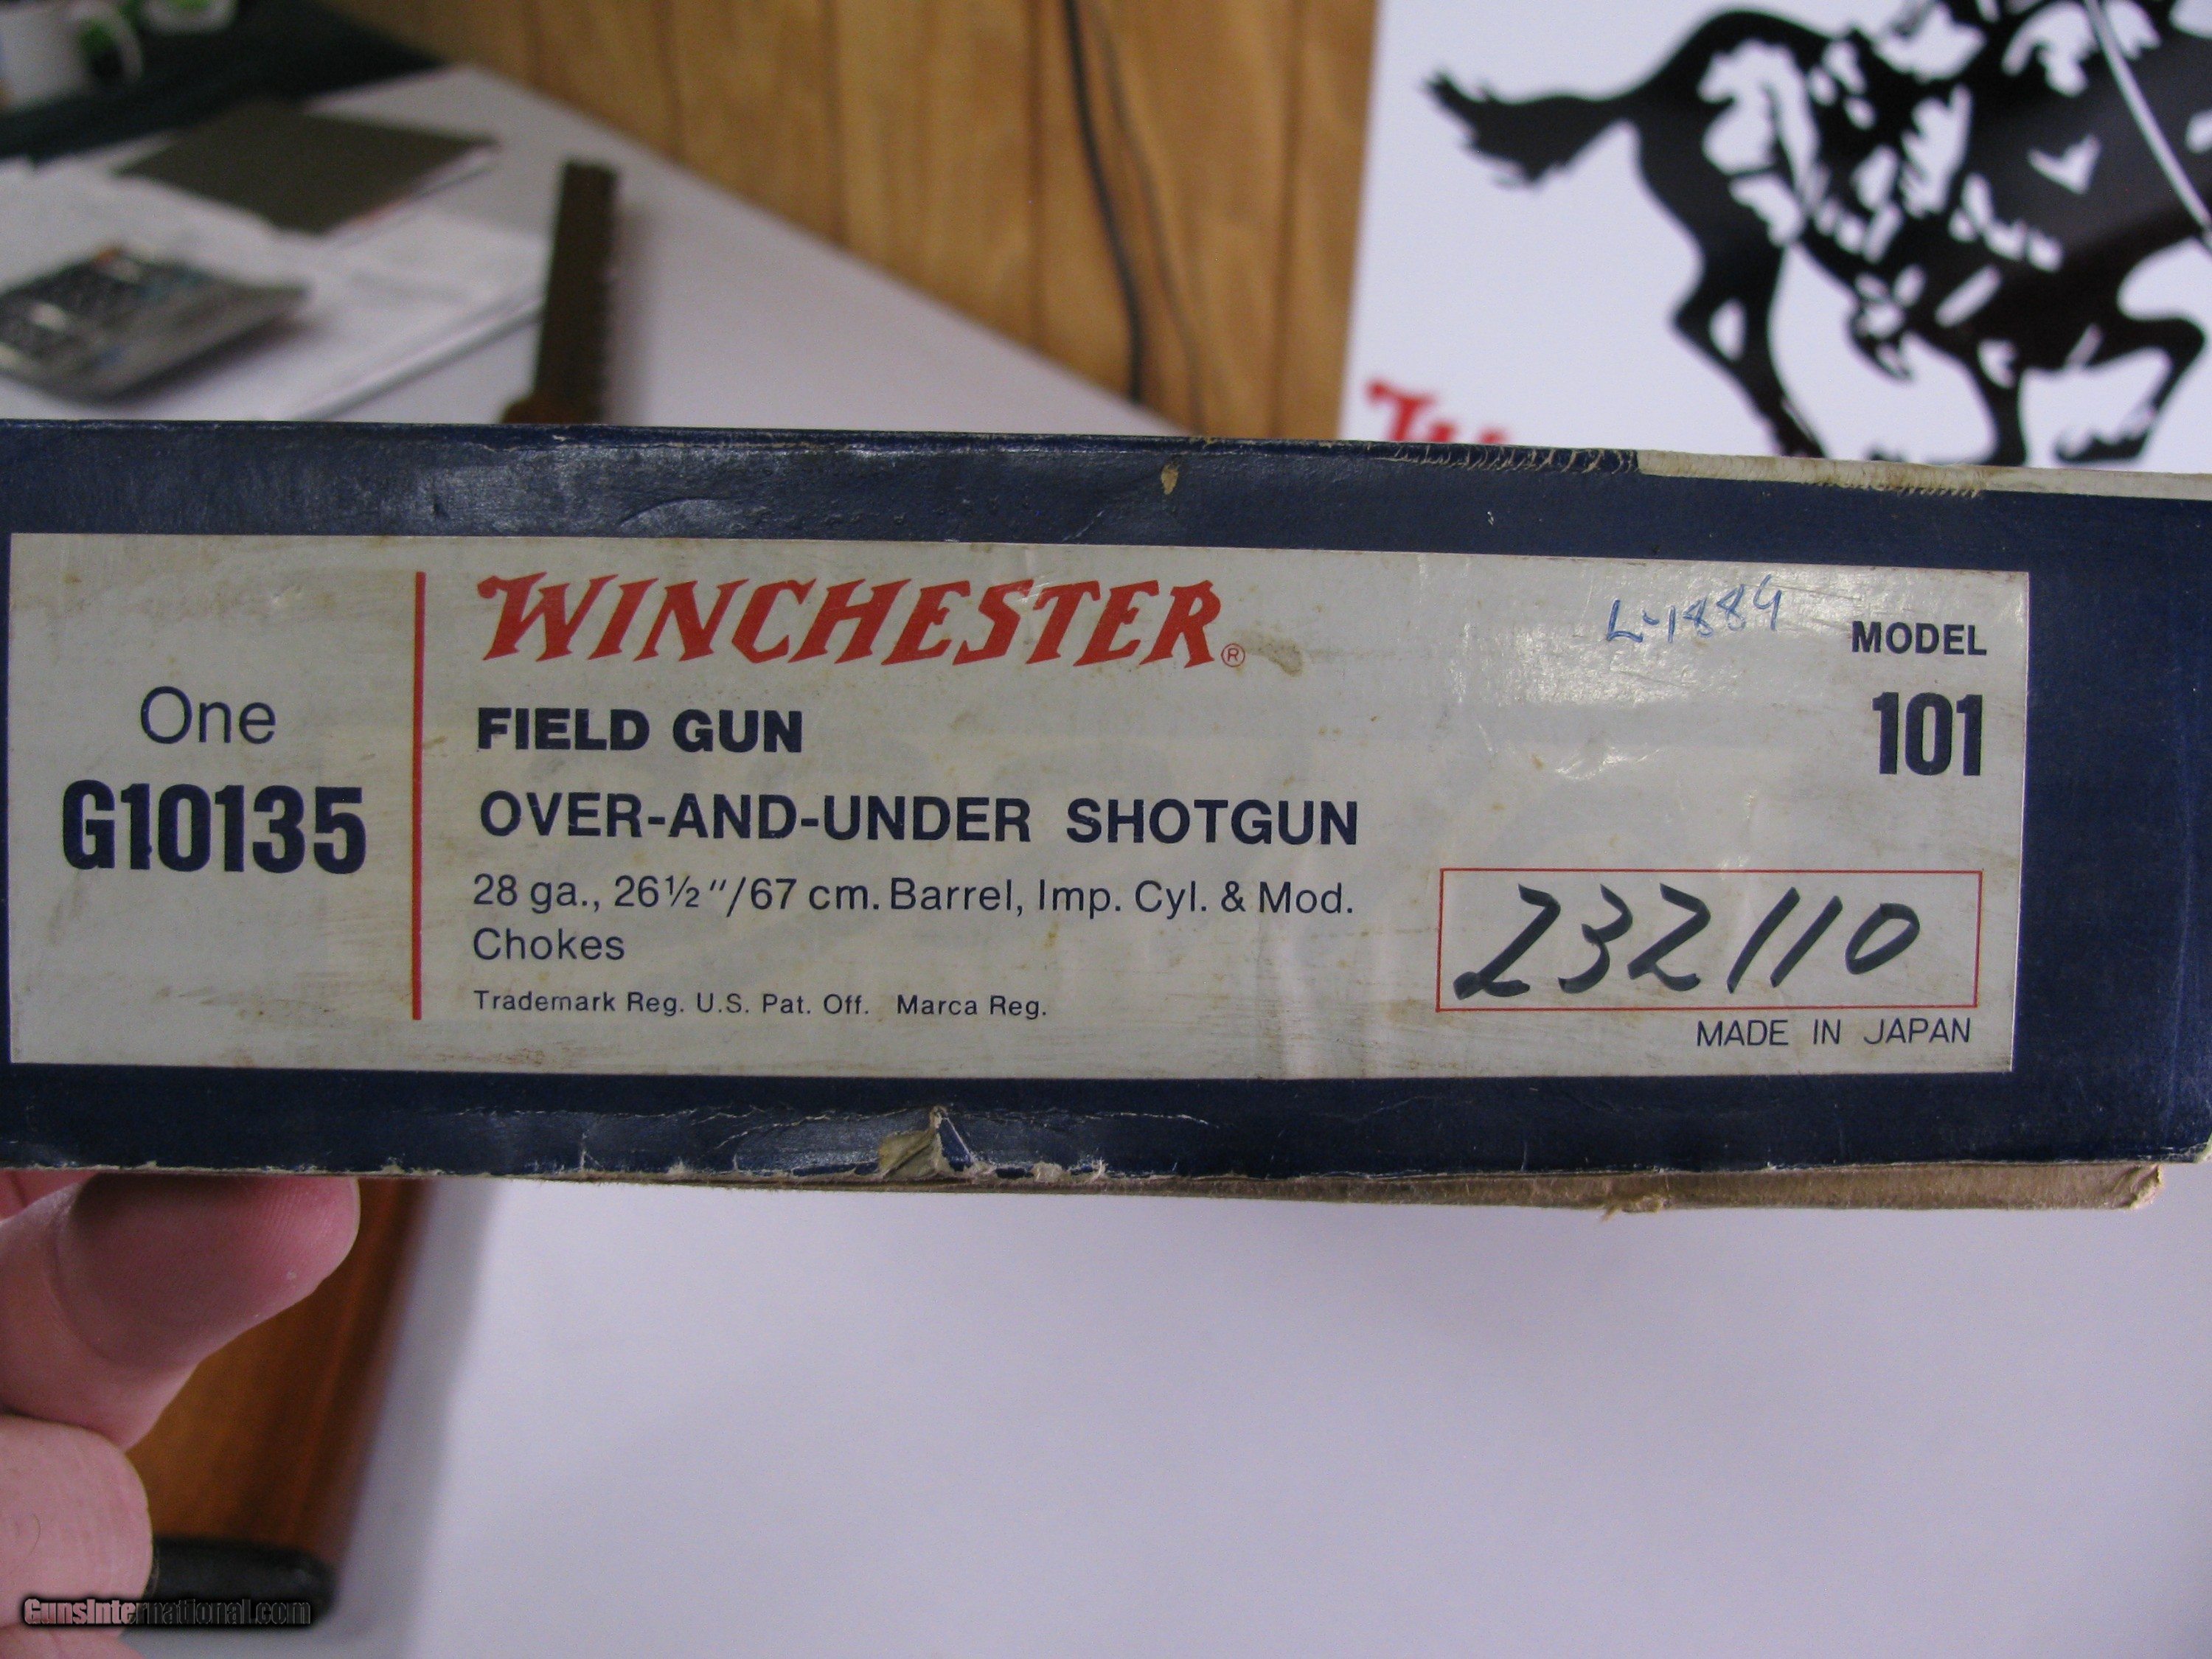 One
G10135
WINCHESTER®
FIELD GUN
OVER-AND-UNDER SHOTGUN
28 ga., 26½"/67 cm. Barrel, Imp. Cyl. & Mod.
Chokes
Trademark Reg. U.S. Pat. Off. Marca Reg.
L-1889
MODEL
101
232110
MADE IN JAPAN
GunsInternational.com